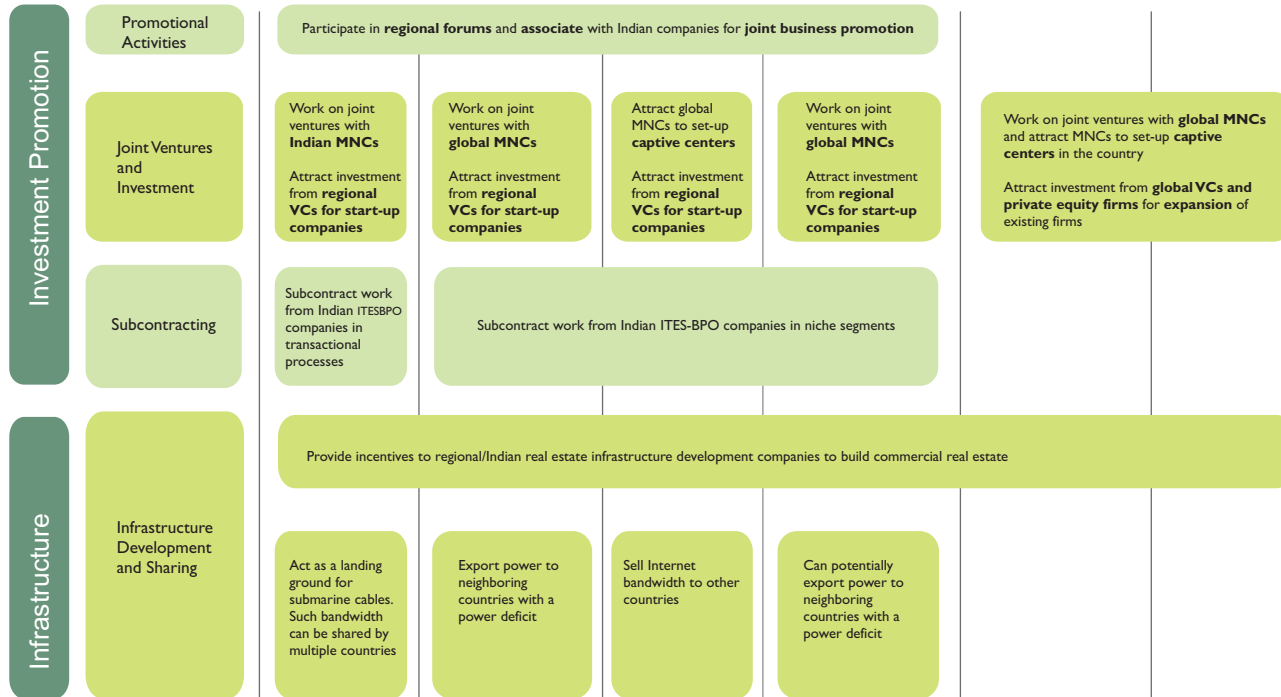 Investment Promotion
Promotional
Activities
Participate in regional forums and associate with Indian companies for joint business promotion
Joint Ventures
and
Investment
Work on joint
ventures with
Indian MNCs
Attract investment
from regional
VCs for start-up
companies
Work on joint
ventures with
global MNCs
Attract investment
from regional
VCs for start-up
companies
Attract global
MNCs to set-up
captive centers
Attract investment
from regional
VCs for start-up
companies
Work on joint
ventures with
global MNCs
Attract investment
from regional
VCs for start-up
companies
Work on joint ventures with global MNCs
and attract MNCs to set-up captive
centers in the country
Attract investment from global VCs and
private equity firms for expansion of
existing firms
Subcontracting
Subcontract work
from Indian ITESBPO
companies in
transactional
processes
Subcontract work from Indian ITES-BPO companies in niche segments
Infrastructure
Infrastructure
Development
and Sharing
Provide incentives to regional/Indian real estate infrastructure development companies to build commercial real estate
Act as a landing
ground for
submarine cables.
Such bandwidth
can be shared by
multiple countries
Export power to
neighboring
countries with a
power deficit
Sell Internet
bandwidth to other
countries
Can potentially
export power to
neighboring
countries with a
power deficit